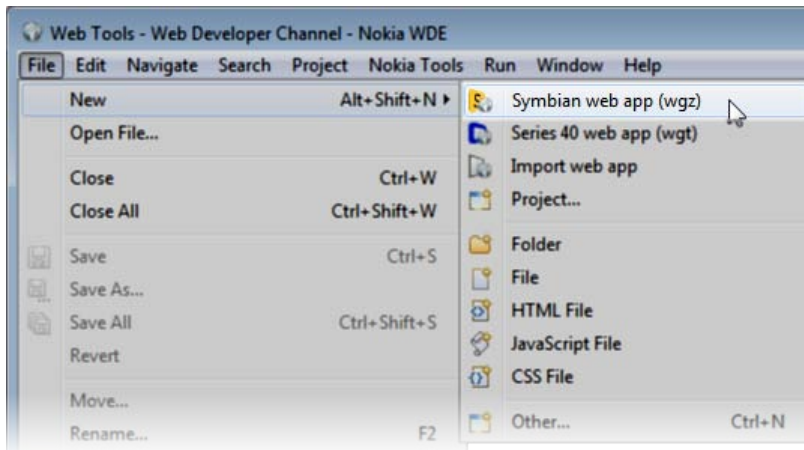 Web Tools - Web Developer Channel - Nokia WDE
File Edit Navigate Search Project Nokia Tools Run Window Help
New Alt+Shift+N
Open File...
Close Ctrl+W
Close All Ctrl+Shift+W
Save Ctrl+S
Save As...
Save All Ctrl+Shift+S
Revert
Move...
Rename... F2
Symbian web app (wgz)
Series 40 web app (wgt)
Import web app
Project...
Folder
File
HTML File
JavaScript File
CSS File
Other... Ctrl+N